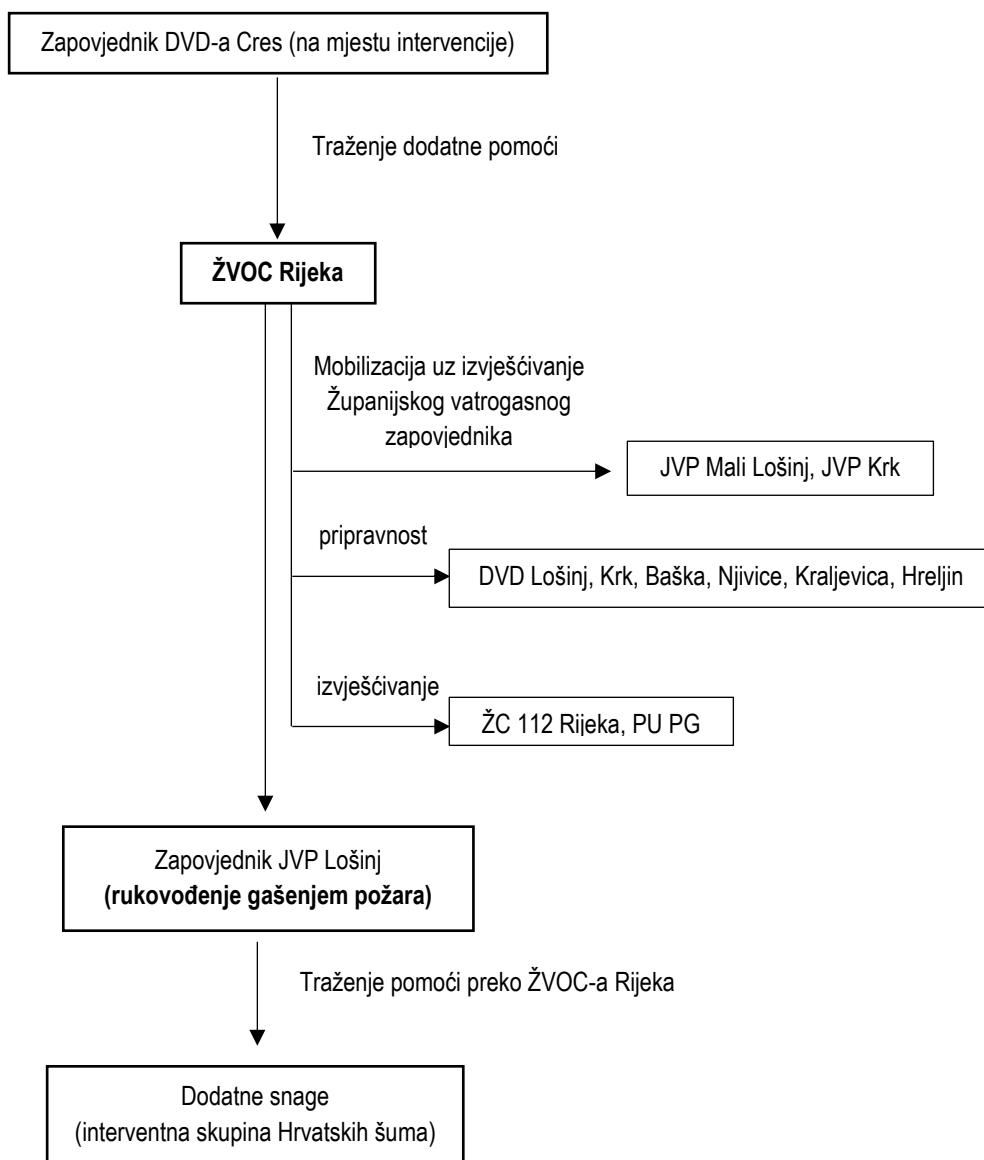 Zapovjednik DVD-a Cres (na mjestu intervencije)
Traženje dodatne pomoći
ŽVOC Rijeka
Mobilizacija uz izvješćivanje
Županijskog vatrogasnog
zapovjednika
JVP Mali Lošinj, JVP Krk
pripravnost
DVD Lošinj, Krk, Baška, Njivice, Kraljevica, Hreljin
izvješćivanje
ŽC 112 Rijeka, PU PG
Zapovjednik JVP Lošinj
(rukovođenje gašenjem požara)
Traženje pomoći preko ŽVOC-a Rijeka
Dodatne snage
(interventna skupina Hrvatskih šuma)